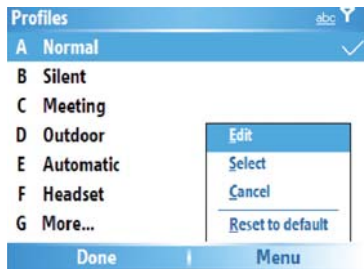 Profiles abc
A Normal
B Silent
C Meeting
D Outdoor
E Automatic
F Headset
G More...
Edit
Select
Cancel
Reset to default
Done Menu